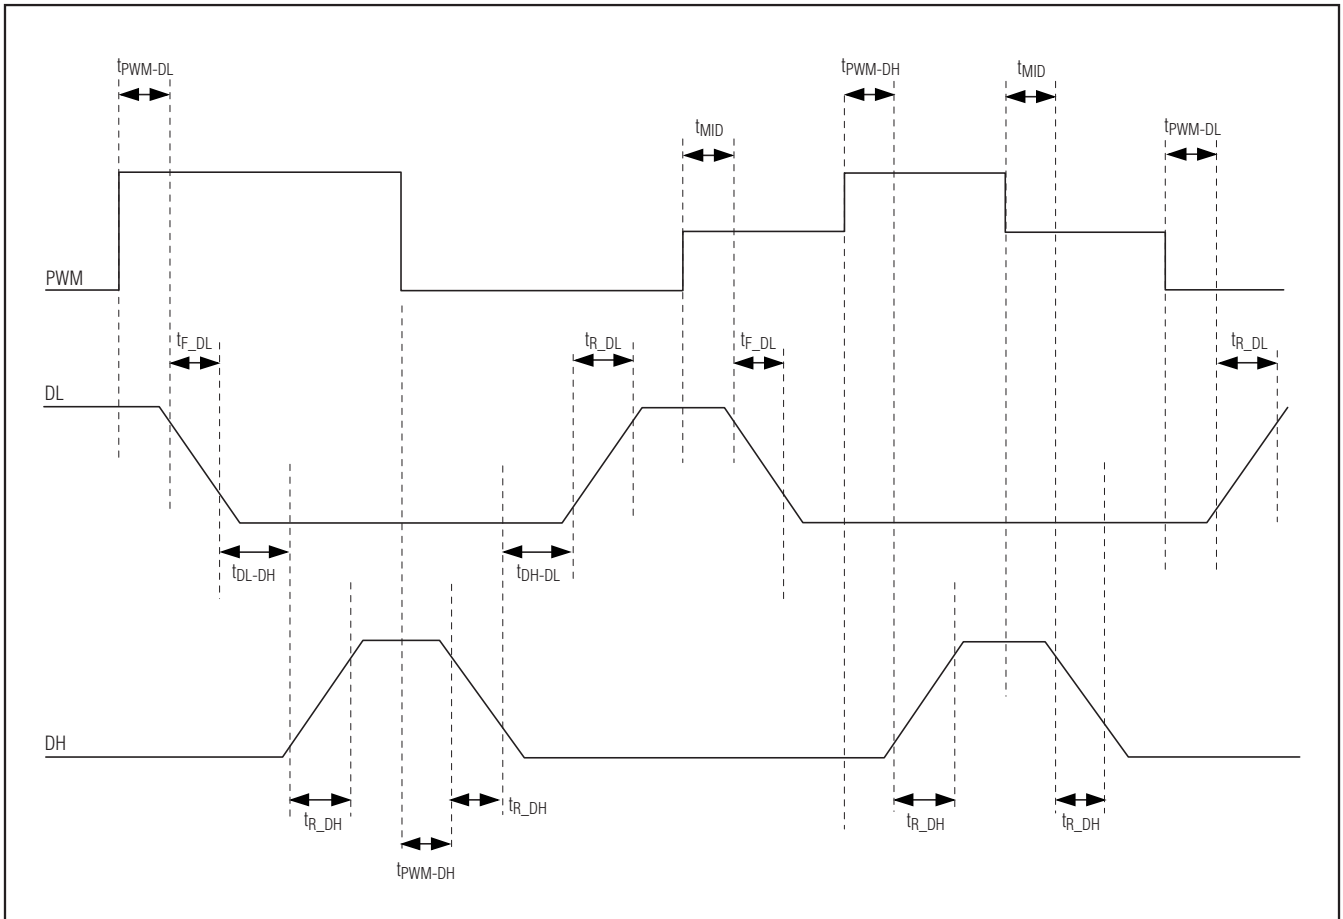 tPWM-DL
tPWM-DH
tMID
tMID
tPWM-DL
PWM
tF_DL
tR_DL
tF_DL
tR_DL
DL
tDL-DH
tDH-DL
DH
tR_DH
tR_DH
tR_DH
tR_DH
tPWM-DH